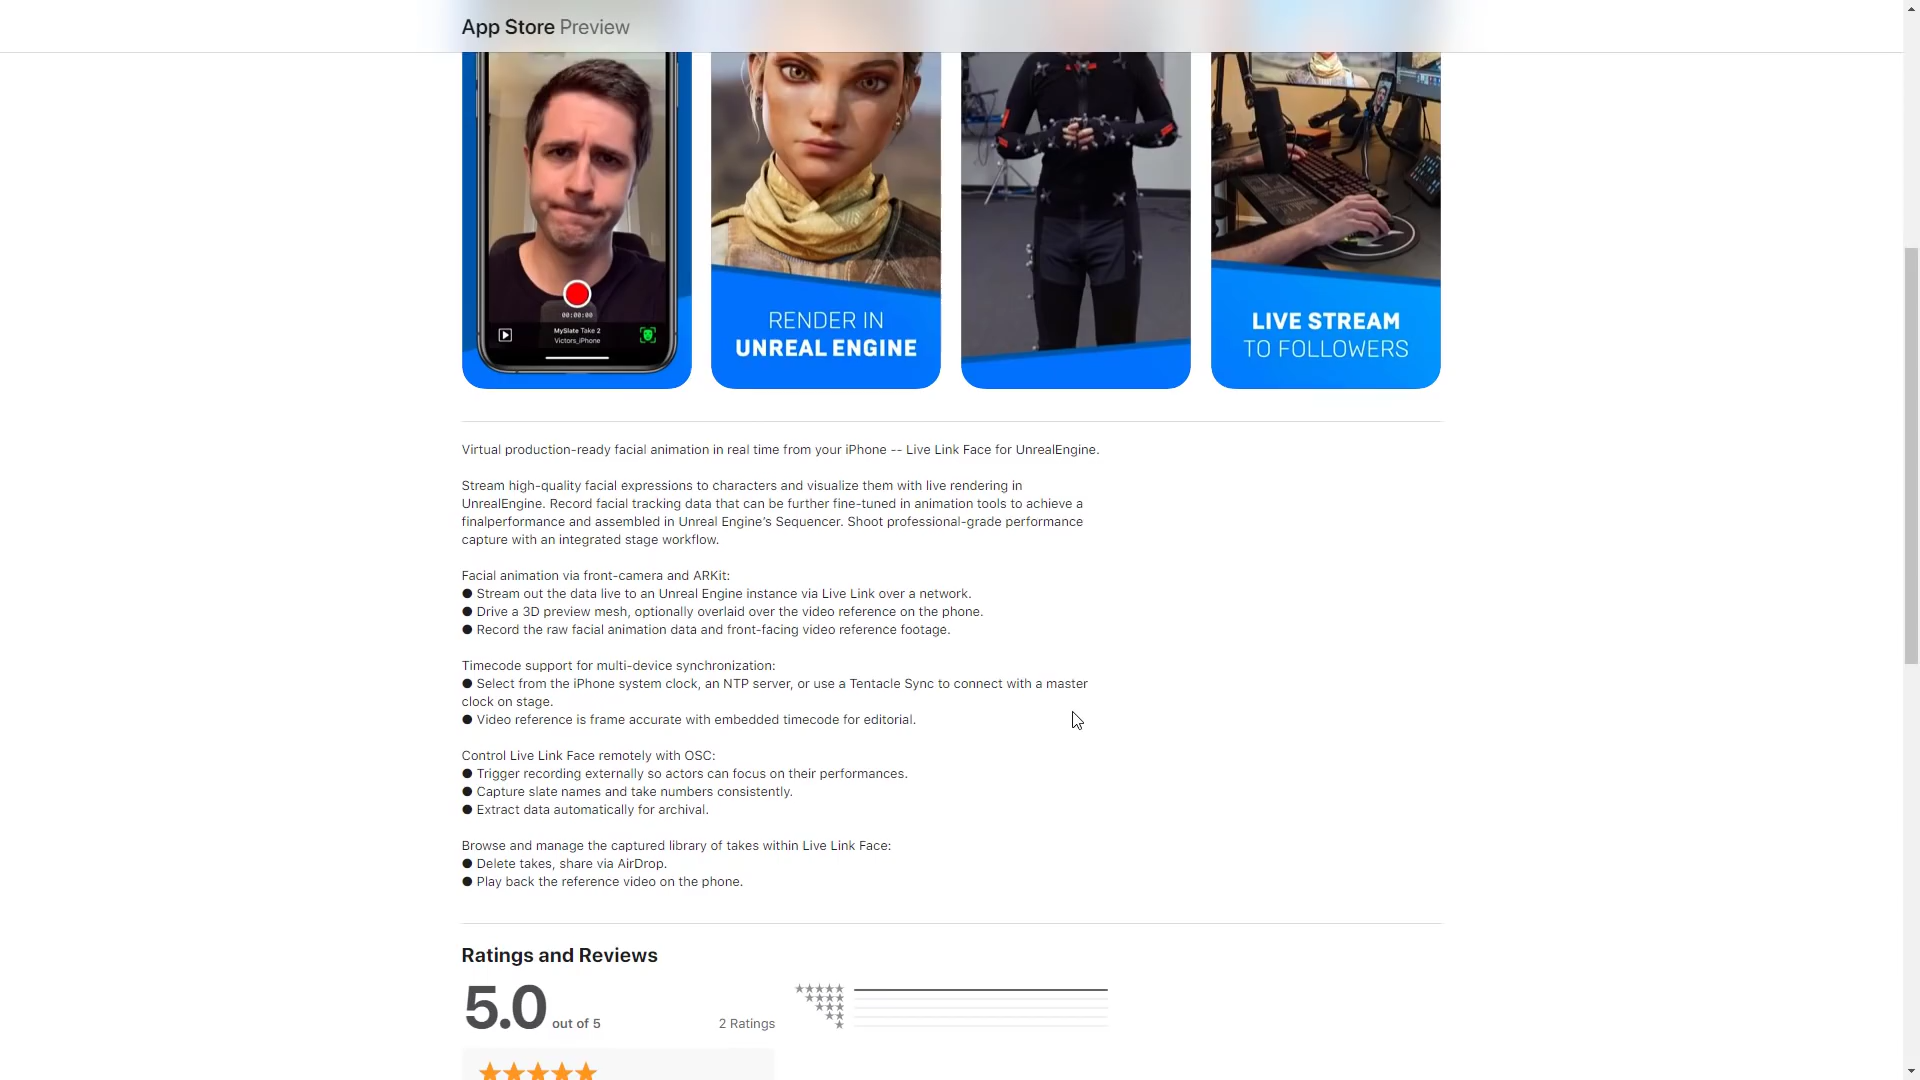 App Store Preview
00:00:00
MySlate Take 2
Victors_iPhone
RENDER IN
UNREAL ENGINE
LIVE STREAM
TO FOLLOWERS
Virtual production-ready facial animation in real time from your iPhone -- Live Link Face for UnrealEngine.
Stream high-quality facial expressions to characters and visualize them with live rendering in
UnrealEngine. Record facial tracking data that can be further fine-tuned in animation tools to achieve a
finalperformance and assembled in Unreal Engine’s Sequencer. Shoot professional-grade performance
capture with an integrated stage workflow.
Facial animation via front-camera and ARKit:
● Stream out the data live to an Unreal Engine instance via Live Link over a network.
● Drive a 3D preview mesh, optionally overlaid over the video reference on the phone.
● Record the raw facial animation data and front-facing video reference footage.
Timecode support for multi-device synchronization:
● Select from the iPhone system clock, an NTP server, or use a Tentacle Sync to connect with a master
clock on stage.
● Video reference is frame accurate with embedded timecode for editorial.
Control Live Link Face remotely with OSC:
● Trigger recording externally so actors can focus on their performances.
● Capture slate names and take numbers consistently.
● Extract data automatically for archival.
Browse and manage the captured library of takes within Live Link Face:
● Delete takes, share via AirDrop.
● Play back the reference video on the phone.
Ratings and Reviews
5.0 out of 5
2 Ratings